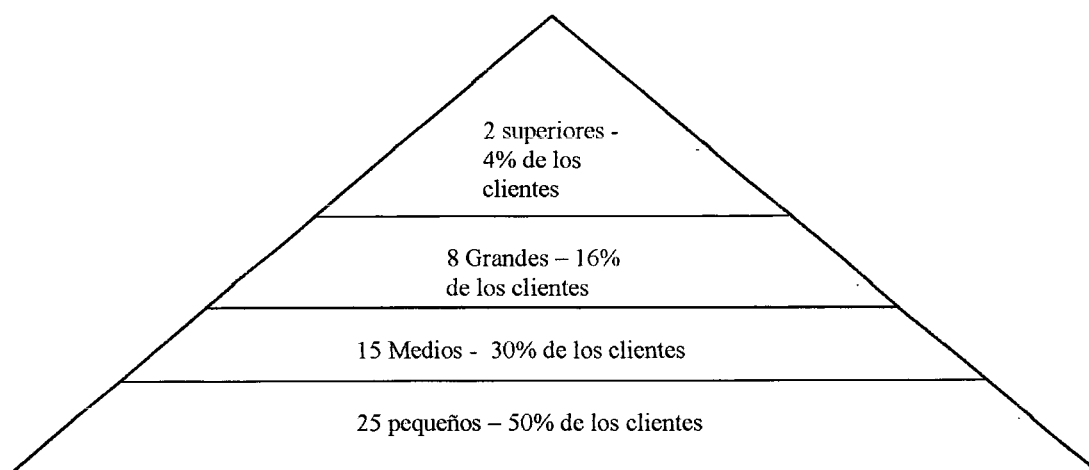 2 superiores -
4% de los
clientes
8 Grandes – 16%
de los clientes
15 Medios - 30% de los clientes
25 pequeños – 50% de los clientes